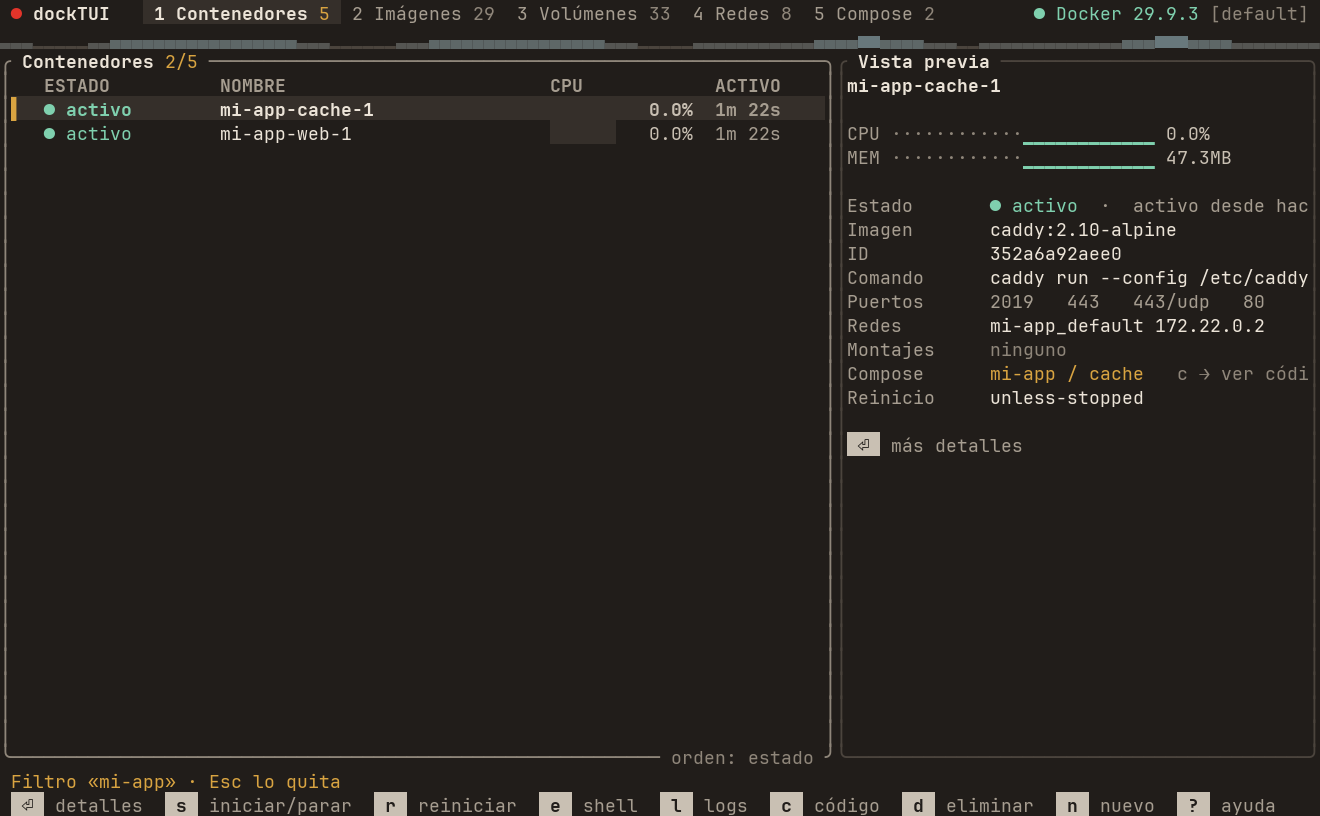 ● dockTUI 1 Contenedores 5 2 Imágenes 29 3 Volúmenes 33 4 Redes 8 5 Compose 2 ● Docker 29.9.3 [default]
Contenedores 2/5
ESTADO NOMBRE CPU ACTIVO
● activo mi-app-cache-1 0.0% 1m 22s
● activo mi-app-web-1 0.0% 1m 22s
orden: estado
Vista previa
mi-app-cache-1
CPU ············ 0.0%
MEM ············ 47.3MB
Estado ● activo · activo desde hac
Imagen caddy:2.10-alpine
ID 352a6a92aee0
Comando caddy run --config /etc/caddy
Puertos 2019 443 443/udp 80
Redes mi-app_default 172.22.0.2
Montajes ninguno
Compose mi-app / cache c → ver códi
Reinicio unless-stopped
⏎ más detalles
Filtro «mi-app» · Esc lo quita
⏎ detalles s iniciar/parar r reiniciar e shell l logs c código d eliminar n nuevo ? ayuda